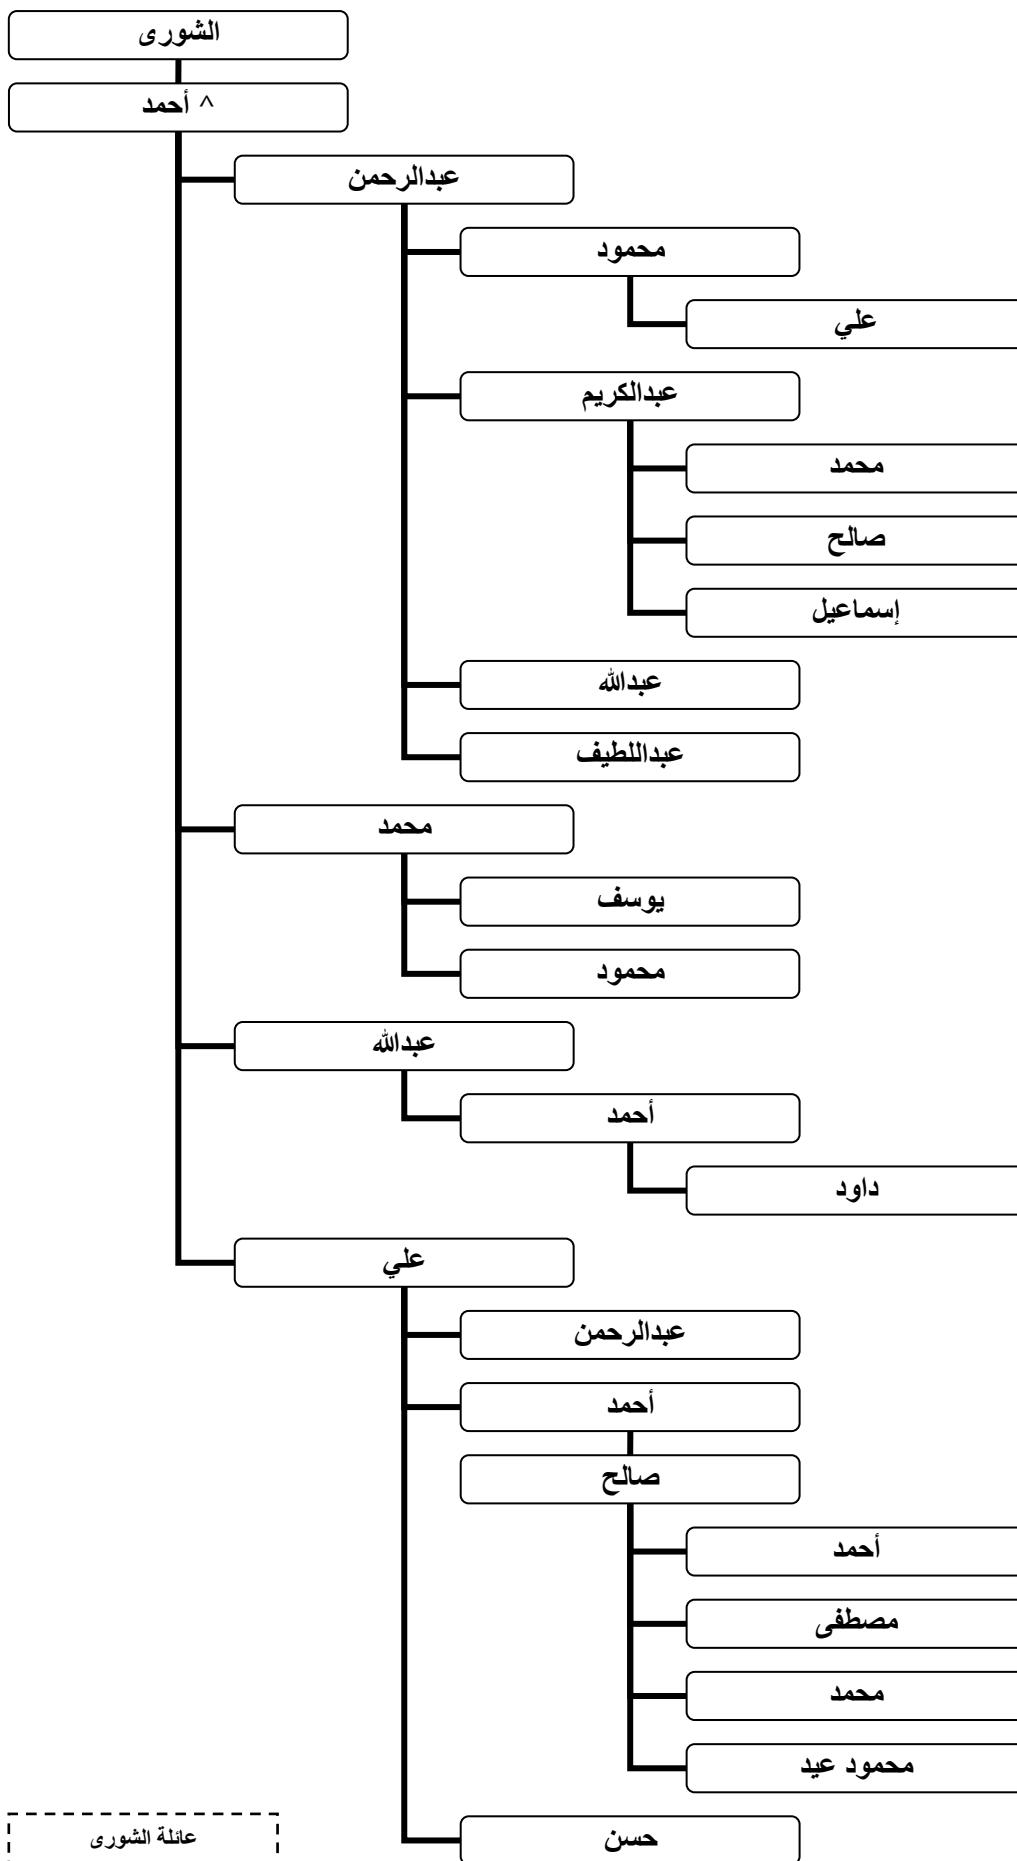 الشورى
^ أحمد
عبدالرحمن
محمود
علي
عبدالكريم
محمد
صالح
إسماعيل
عبدالله
عبداللطيف
محمد
يوسف
محمود
عبدالله
أحمد
داود
علي
عبدالرحمن
أحمد
صالح
أحمد
مصطفى
محمد
محمود عيد
حسن
عائلة الشورى